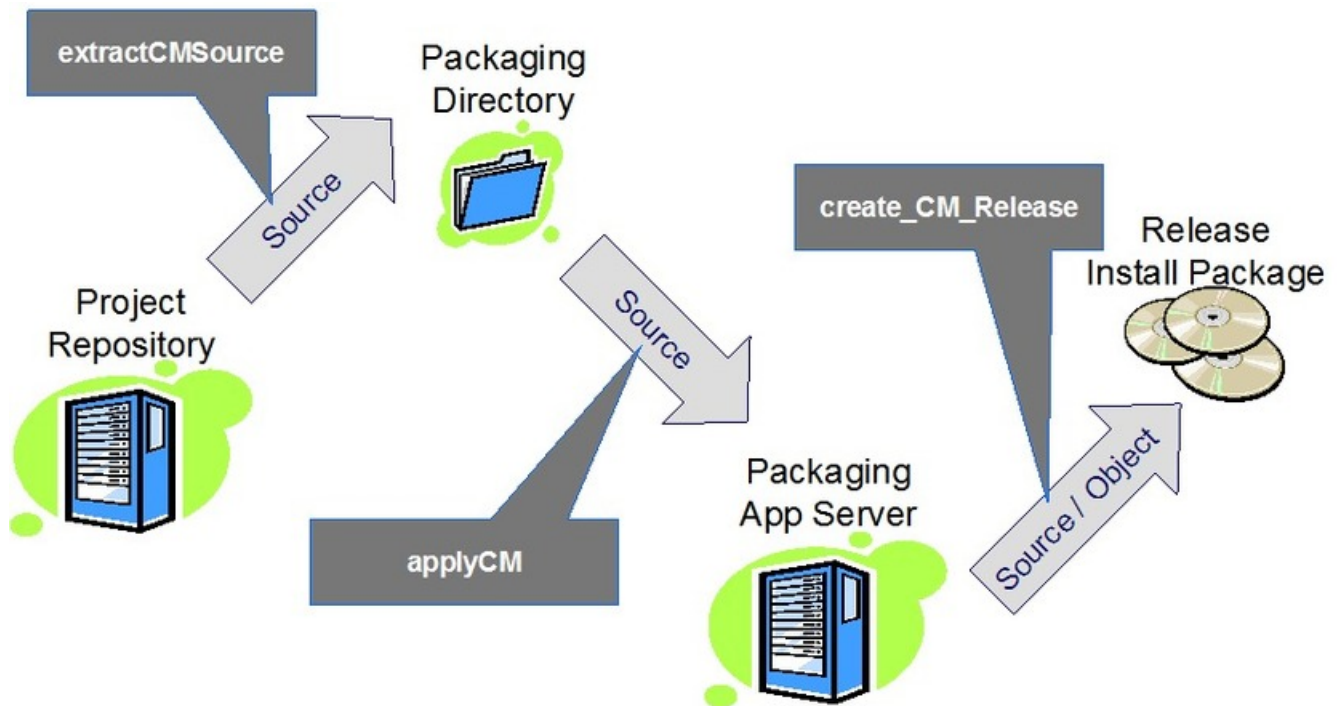 extractCMSource
Packaging
Directory
Source
Project
Repository
Source
applyCM
create_CM_Release
Release
Install Package
Packaging
App Server
Source / Object